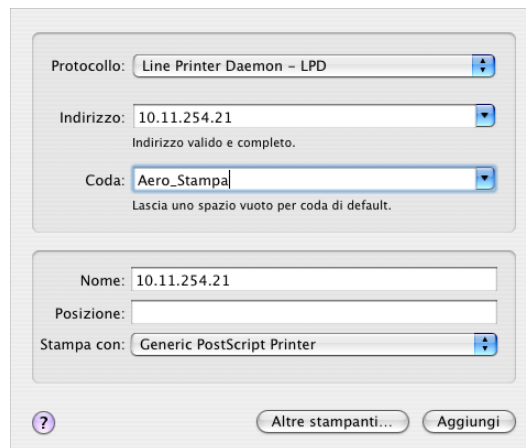 Protocollo: Line Printer Daemon – LPD
Indirizzo: 10.11.254.21
Indirizzo valido e completo.
Coda: Aero_Stampa
Lascia uno spazio vuoto per coda di default.
Nome: 10.11.254.21
Posizione:
Stampa con: Generic PostScript Printer
? Altre stampanti... Aggiungi